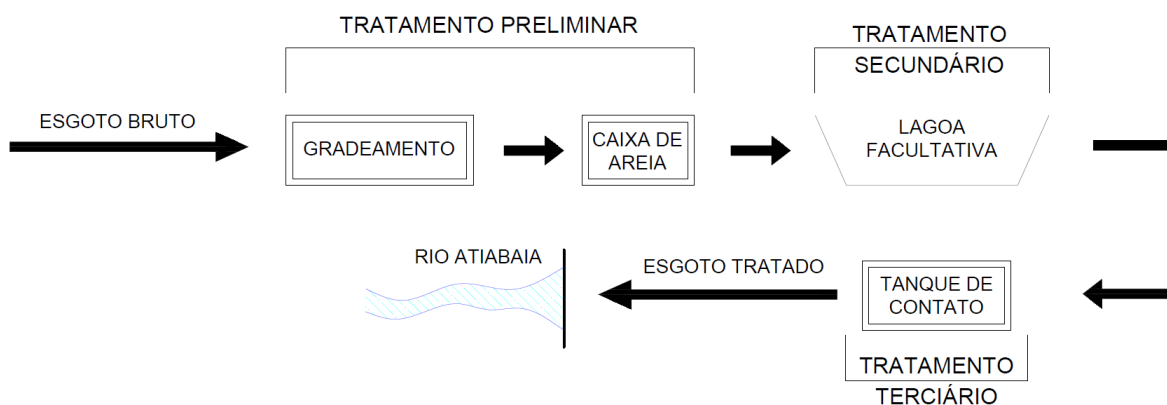 TRATAMENTO PRELIMINAR
TRATAMENTO
SECUNDÁRIO
ESGOTO BRUTO
GRADEAMENTO
CAIXA DE
AREIA
LAGOA
FACULTATIVA
RIO ATIABAIA
ESGOTO TRATADO
TANQUE DE
CONTATO
TRATAMENTO
TERCIÁRIO